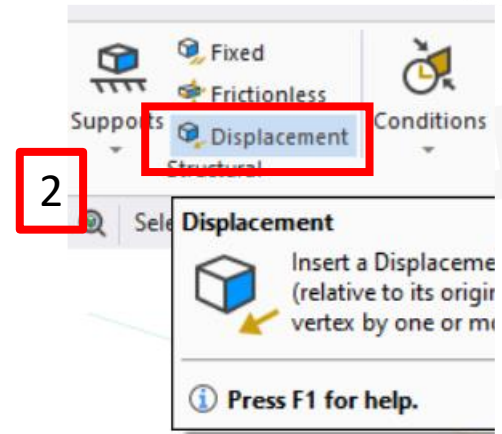 Fixed
Frictionless
Supports
Displacement
Conditions
Structural
2
Sele
Displacement
Insert a Displaceme
(relative to its origin
vertex by one or mo
Press F1 for help.